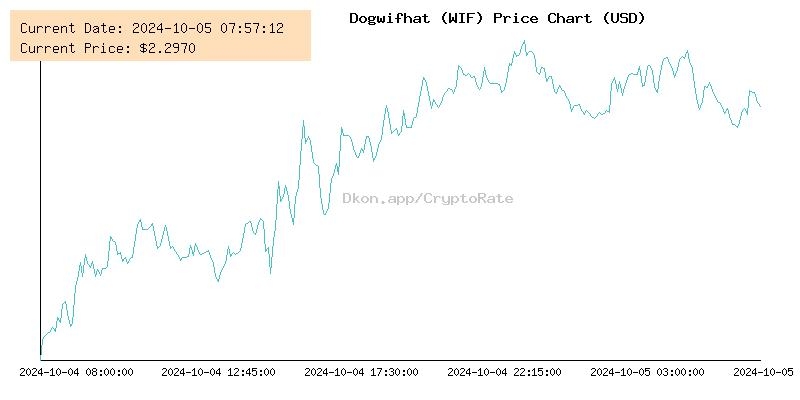 Dogwifhat (WIF) Price Chart (USD)
Current Date: 2024-10-05 07:57:12
Current Price: $2.2970
Dkon.app/CryptoRate
2024-10-04 08:00:00 2024-10-04 12:45:00 2024-10-04 17:30:00 2024-10-04 22:15:00 2024-10-05 03:00:00 2024-10-05